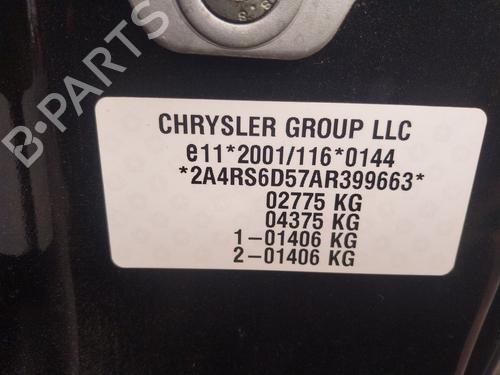 B-PARTS
CHRYSLER GROUP LLC
e11*2001/116*0144
*2A4RS6D57AR399663*
02775 KG
04375 KG
1-01406 KG
2-01406 KG